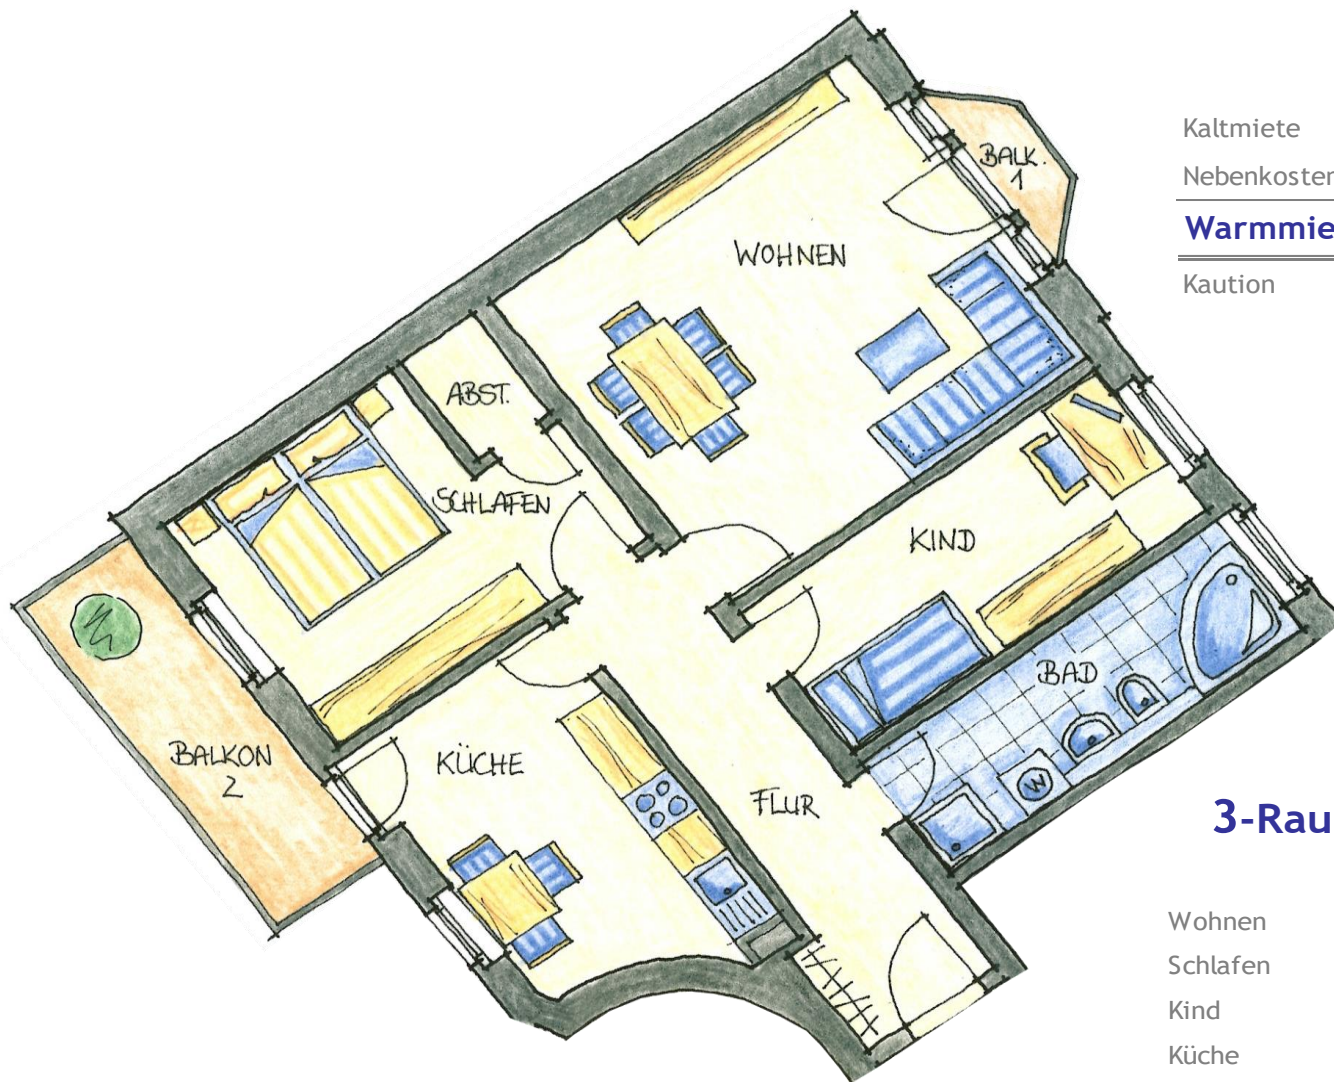 Kaltmiete
Nebenkosten
Warmmie
Kaution
BALK.
1
WOHNEN
ABST.
SCHLAFEN
KIND
BAD
BALKON
2
KÜCHE
FLUR
W
3-Rau
Wohnen
Schlafen
Kind
Küche